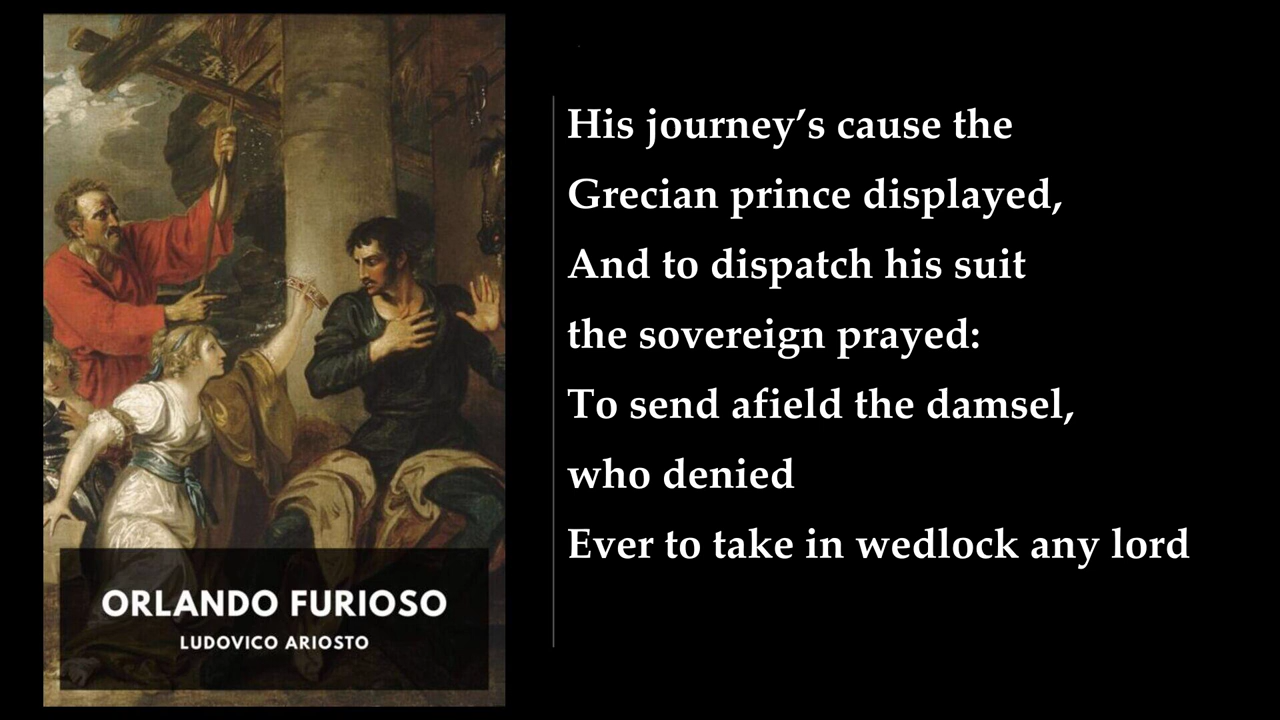 His journey’s cause the
Grecian prince displayed,
And to dispatch his suit
the sovereign prayed:
To send afield the damsel,
who denied
Ever to take in wedlock any lord
ORLANDO FURIOSO
LUDOVICO ARIOSTO